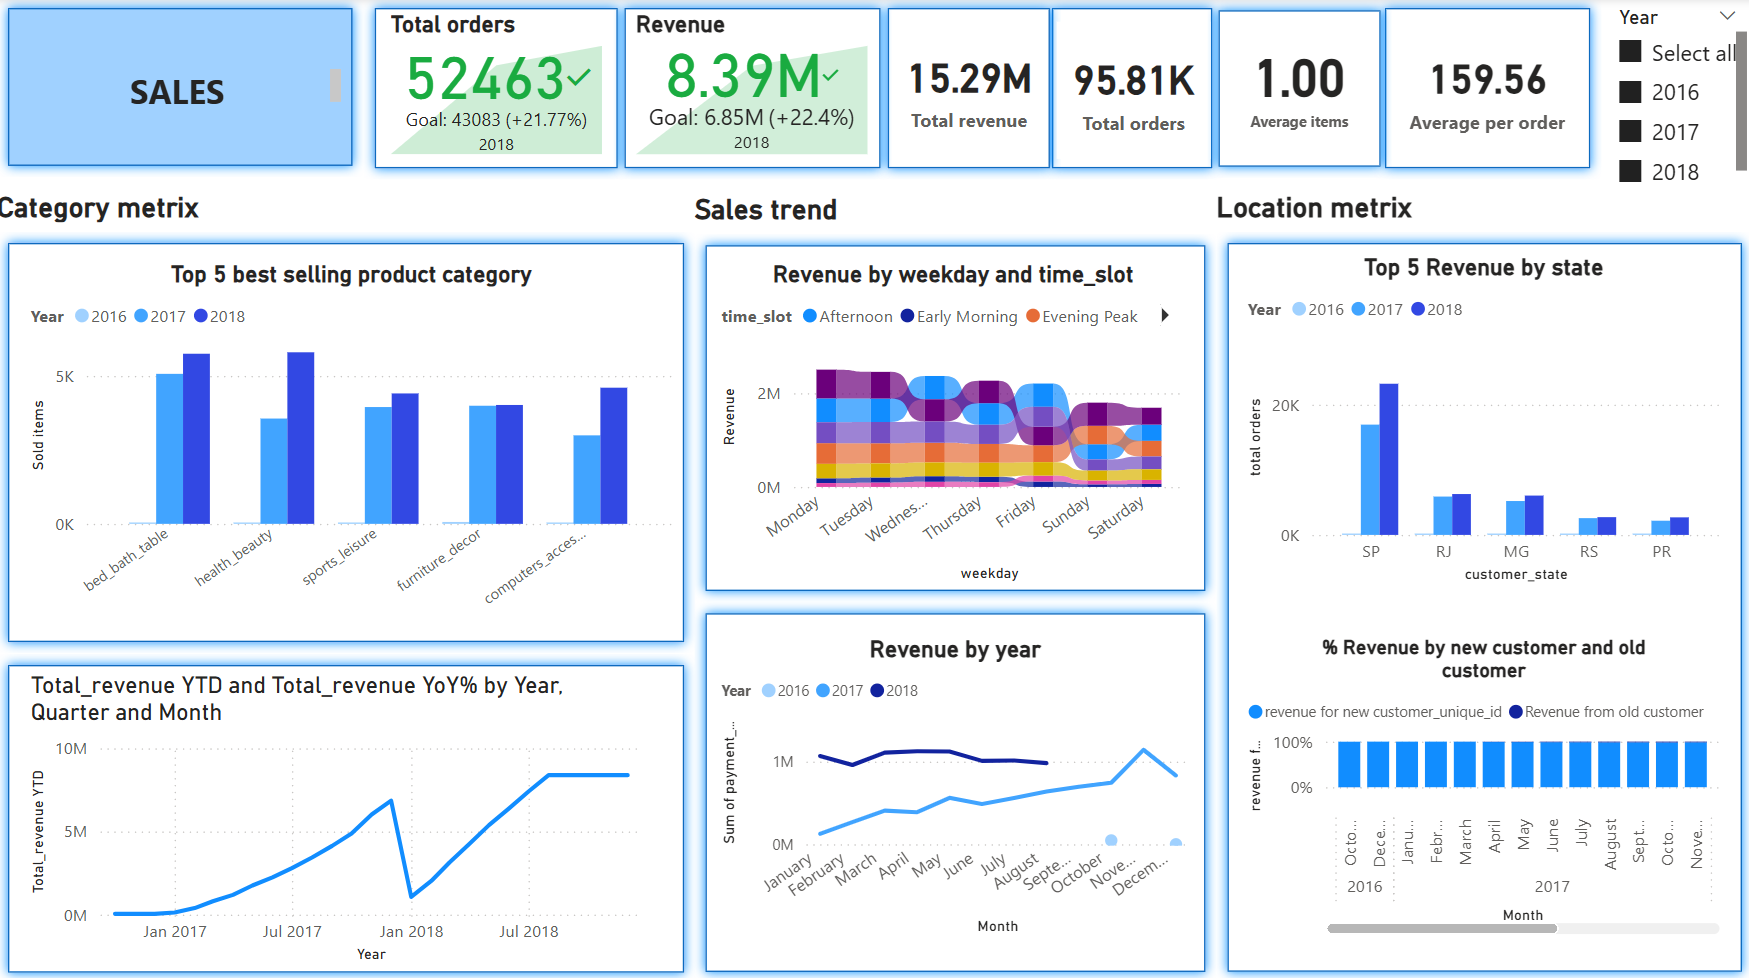 SALES
Total orders
52463
Goal: 43083 (+21.77%)
2018
Revenue
8.39M
Goal: 6.85M (+22.4%)
2018
15.29M
Total revenue
95.81K
Total orders
1.00
Average items
159.56
Average per order
Year
Select all
2016
2017
2018
Category metrix
Sales trend
Location metrix
Top 5 best selling product category
Year 2016 2017 2018
Sold items
5K
0K
bed_bath_table
health_beauty
sports_leisure
furniture_decor
computers_acces...
Total_revenue YTD and Total_revenue YoY% by Year,
Quarter and Month
Total_revenue YTD
10M
5M
0M
Jan 2017
Jul 2017
Jan 2018
Jul 2018
Year
Revenue by weekday and time_slot
time_slot Afternoon Early Morning Evening Peak
Revenue
2M
0M
Monday
Tuesday
Wednes...
Thursday
Friday
Sunday
Saturday
weekday
Revenue by year
Year 2016 2017 2018
Sum of payment_...
1M
0M
January
February
March
April
May
June
July
August
Septe...
October
Nove...
Decem...
Month
Top 5 Revenue by state
Year 2016 2017 2018
total orders
20K
0K
SP
RJ
MG
RS
PR
customer_state
% Revenue by new customer and old
customer
revenue for new customer_unique_id Revenue from old customer
revenue f...
100%
0%
Octo...
Dece...
Janu...
Febr...
March
April
May
June
July
August
Sept...
Octo...
Nove...
2016
2017
Month